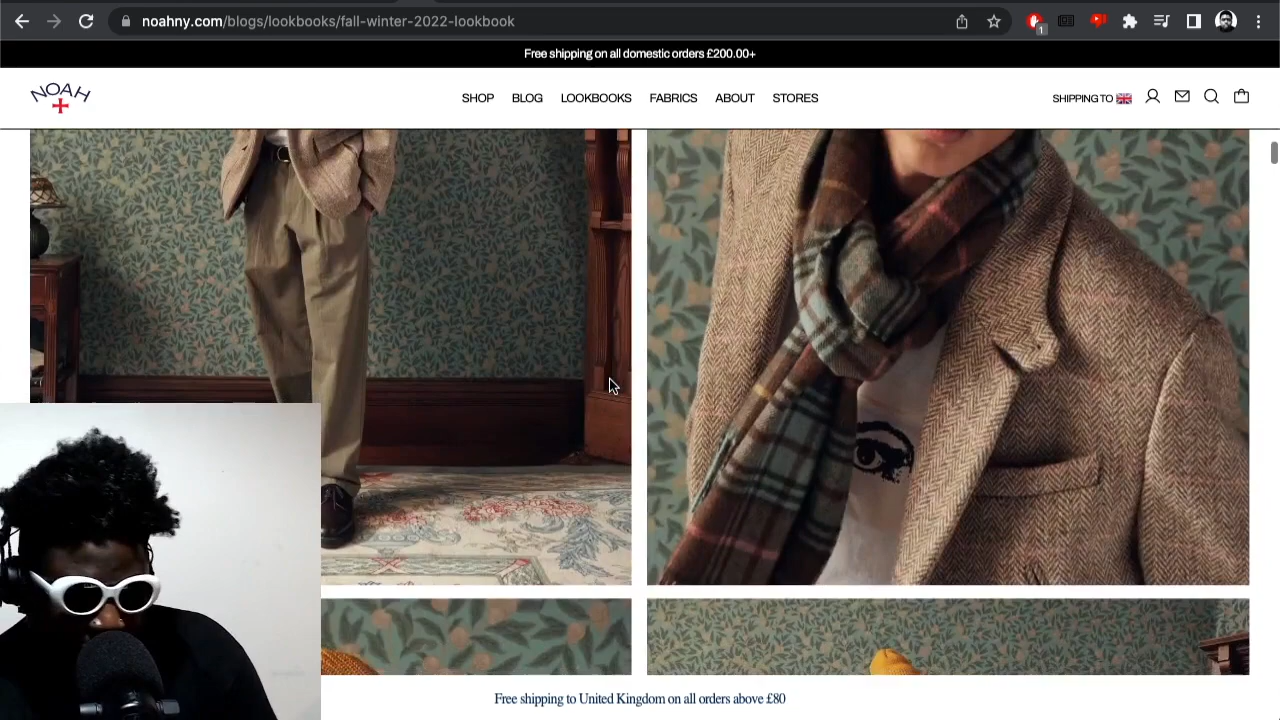 noahny.com/blogs/lookbooks/fall-winter-2022-lookbook
1
Free shipping on all domestic orders £200.00+
NOAH
SHOP BLOG LOOKBOOKS FABRICS ABOUT STORES
SHIPPING TO
Free shipping to United Kingdom on all orders above £80